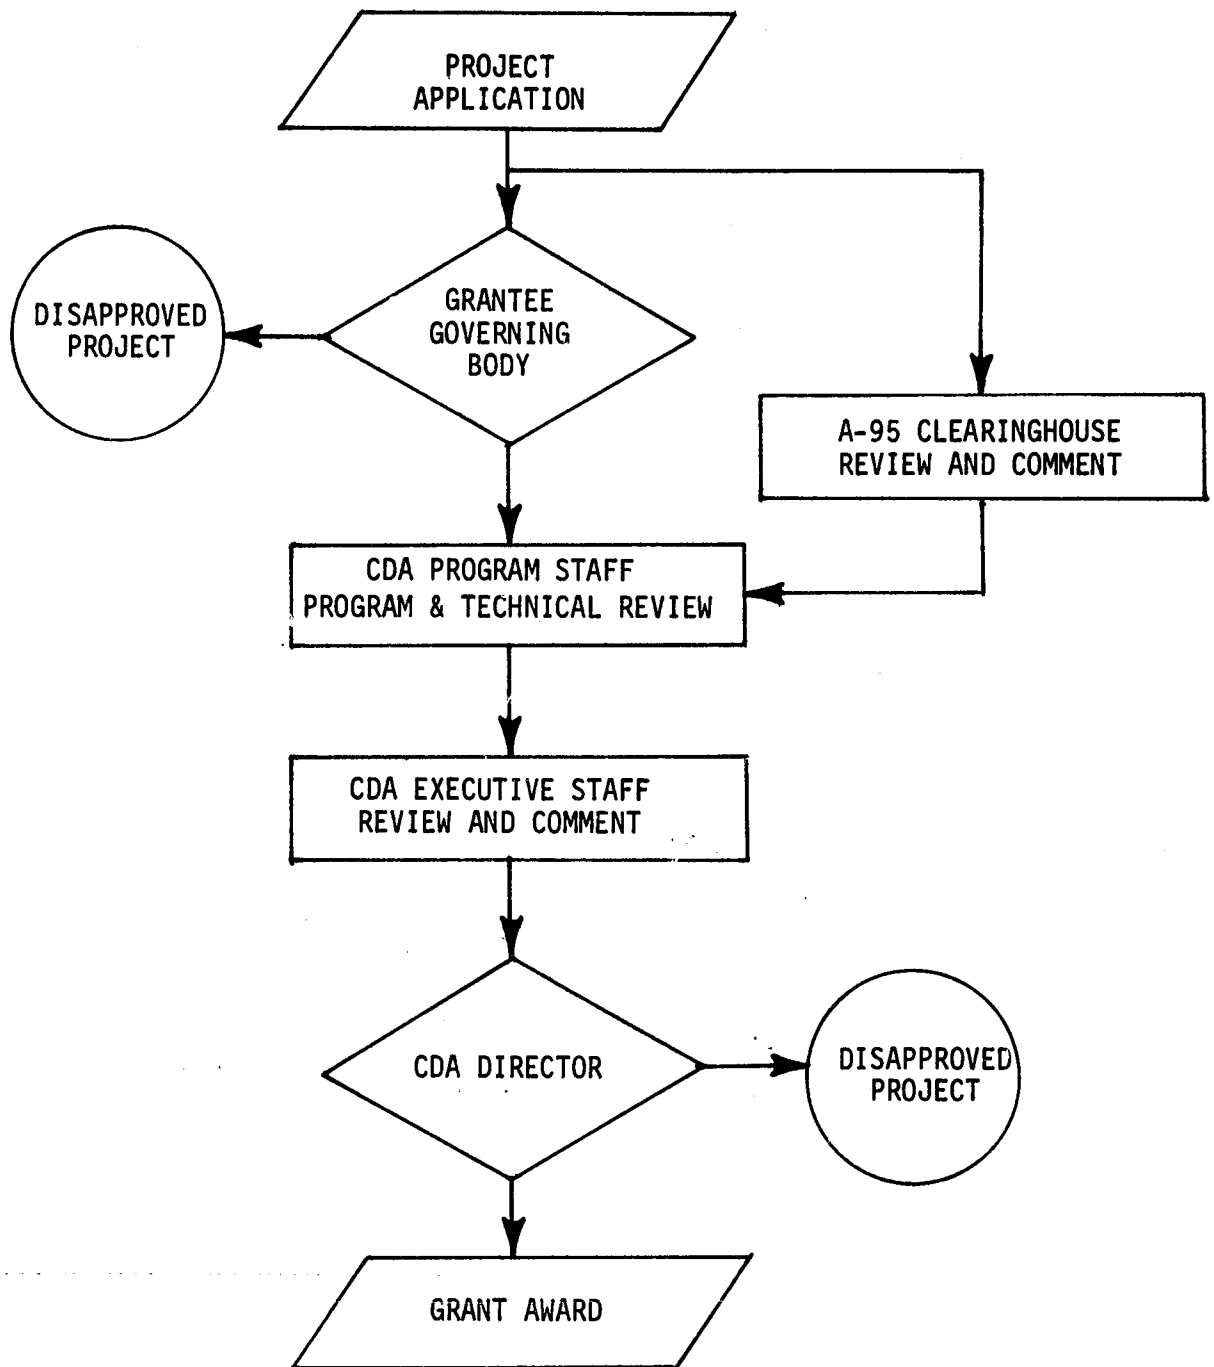 PROJECT
APPLICATION
GRANTEE
GOVERNING
BODY
DISAPPROVED
PROJECT
A-95 CLEARINGHOUSE
REVIEW AND COMMENT
CDA PROGRAM STAFF
PROGRAM & TECHNICAL REVIEW
CDA EXECUTIVE STAFF
REVIEW AND COMMENT
CDA DIRECTOR
DISAPPROVED
PROJECT
GRANT AWARD